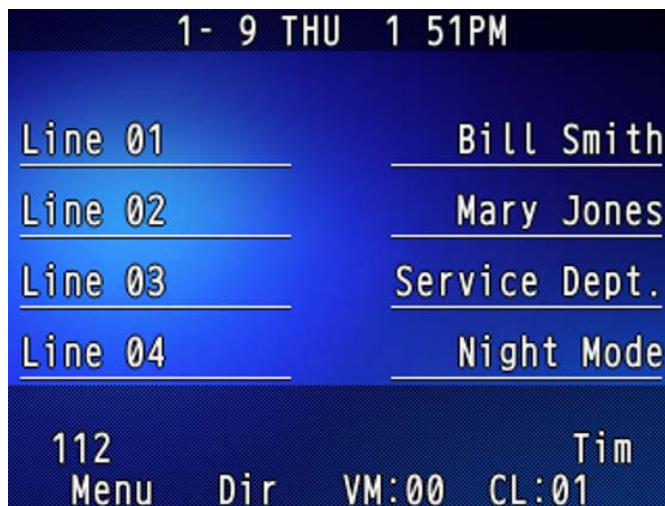 1- 9 THU 1 51PM
Line 01 Bill Smith
Line 02 Mary Jones
Line 03 Service Dept.
Line 04 Night Mode
112 Tim
Menu Dir VM:00 CL:01